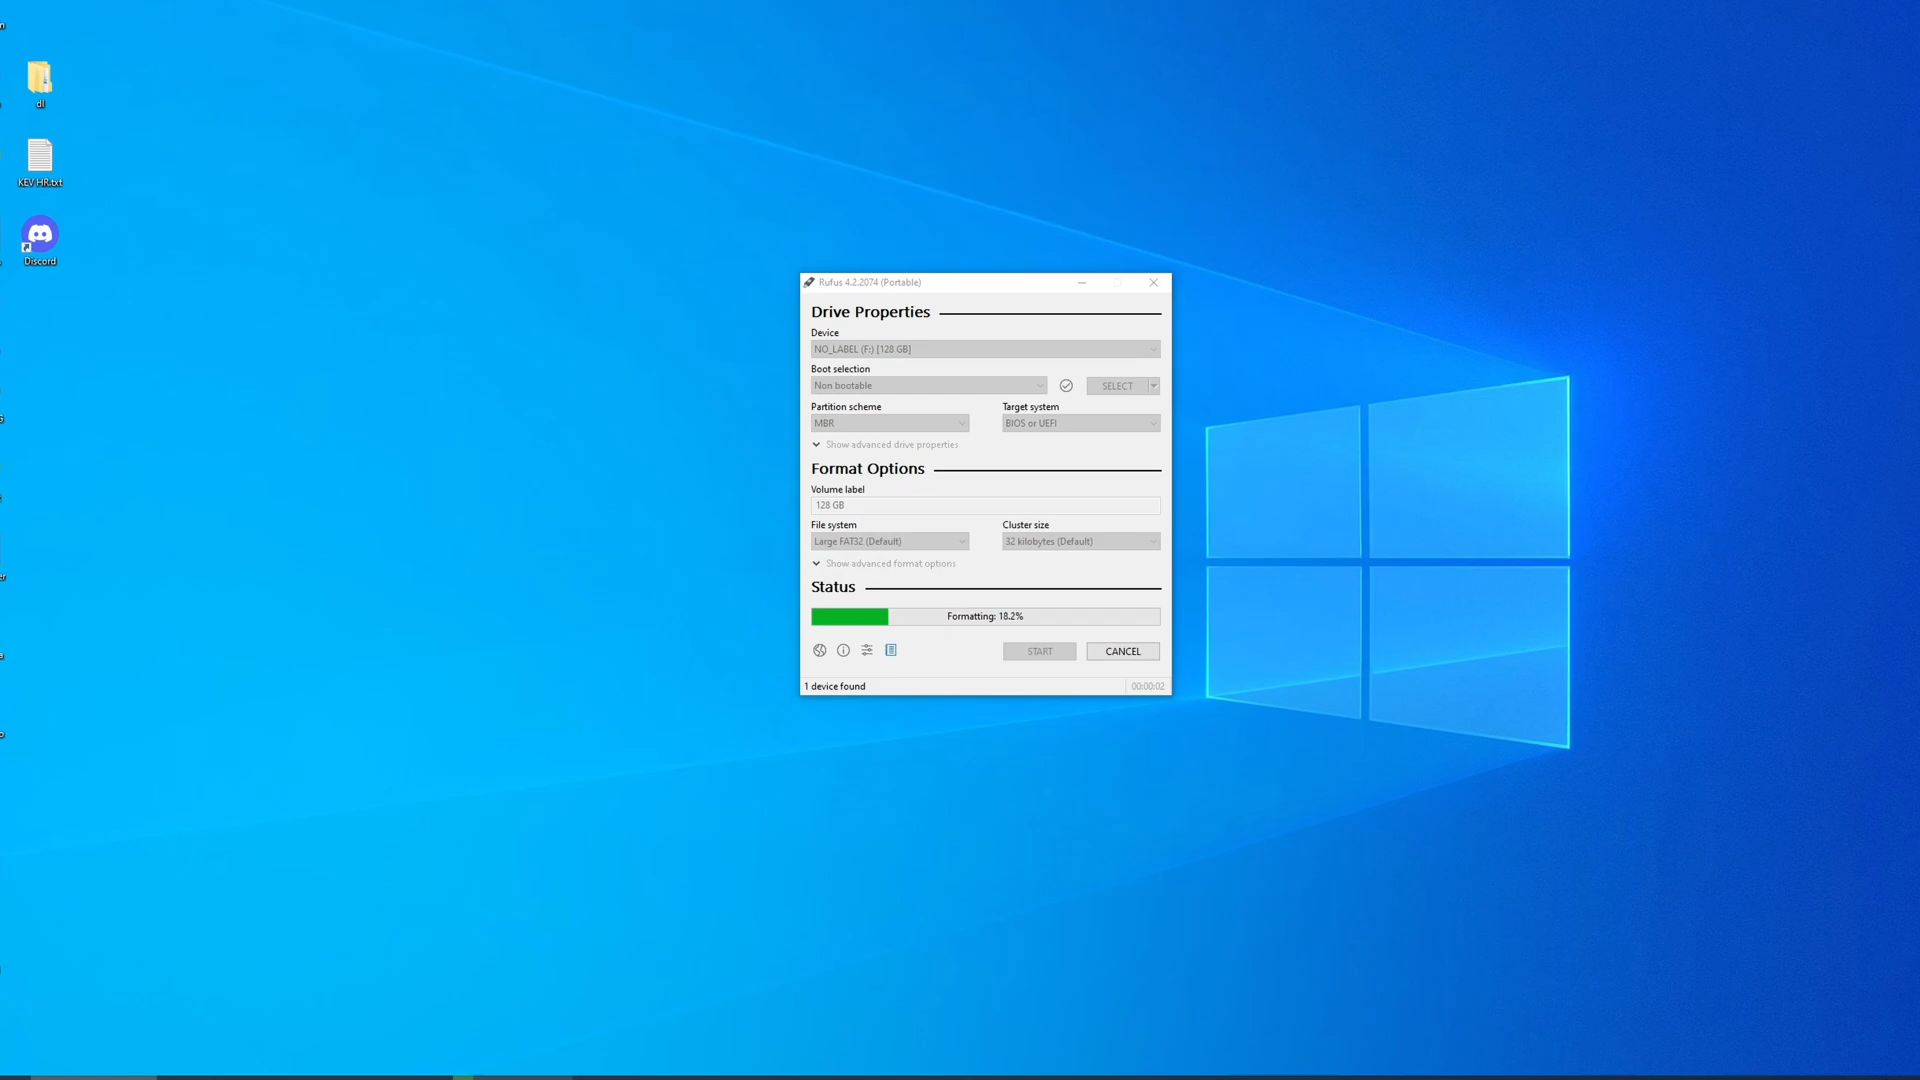 dl
KEV HR.txt
Discord
Rufus 4.2.2074 (Portable)
Drive Properties
Device
NO_LABEL (F:) [128 GB]
Boot selection
Non bootable
SELECT
Partition scheme
Target system
MBR
BIOS or UEFI
Show advanced drive properties
Format Options
Volume label
128 GB
File system
Cluster size
Large FAT32 (Default)
32 kilobytes (Default)
Show advanced format options
Status
Formatting: 18.2%
START
CANCEL
1 device found
00:00:02